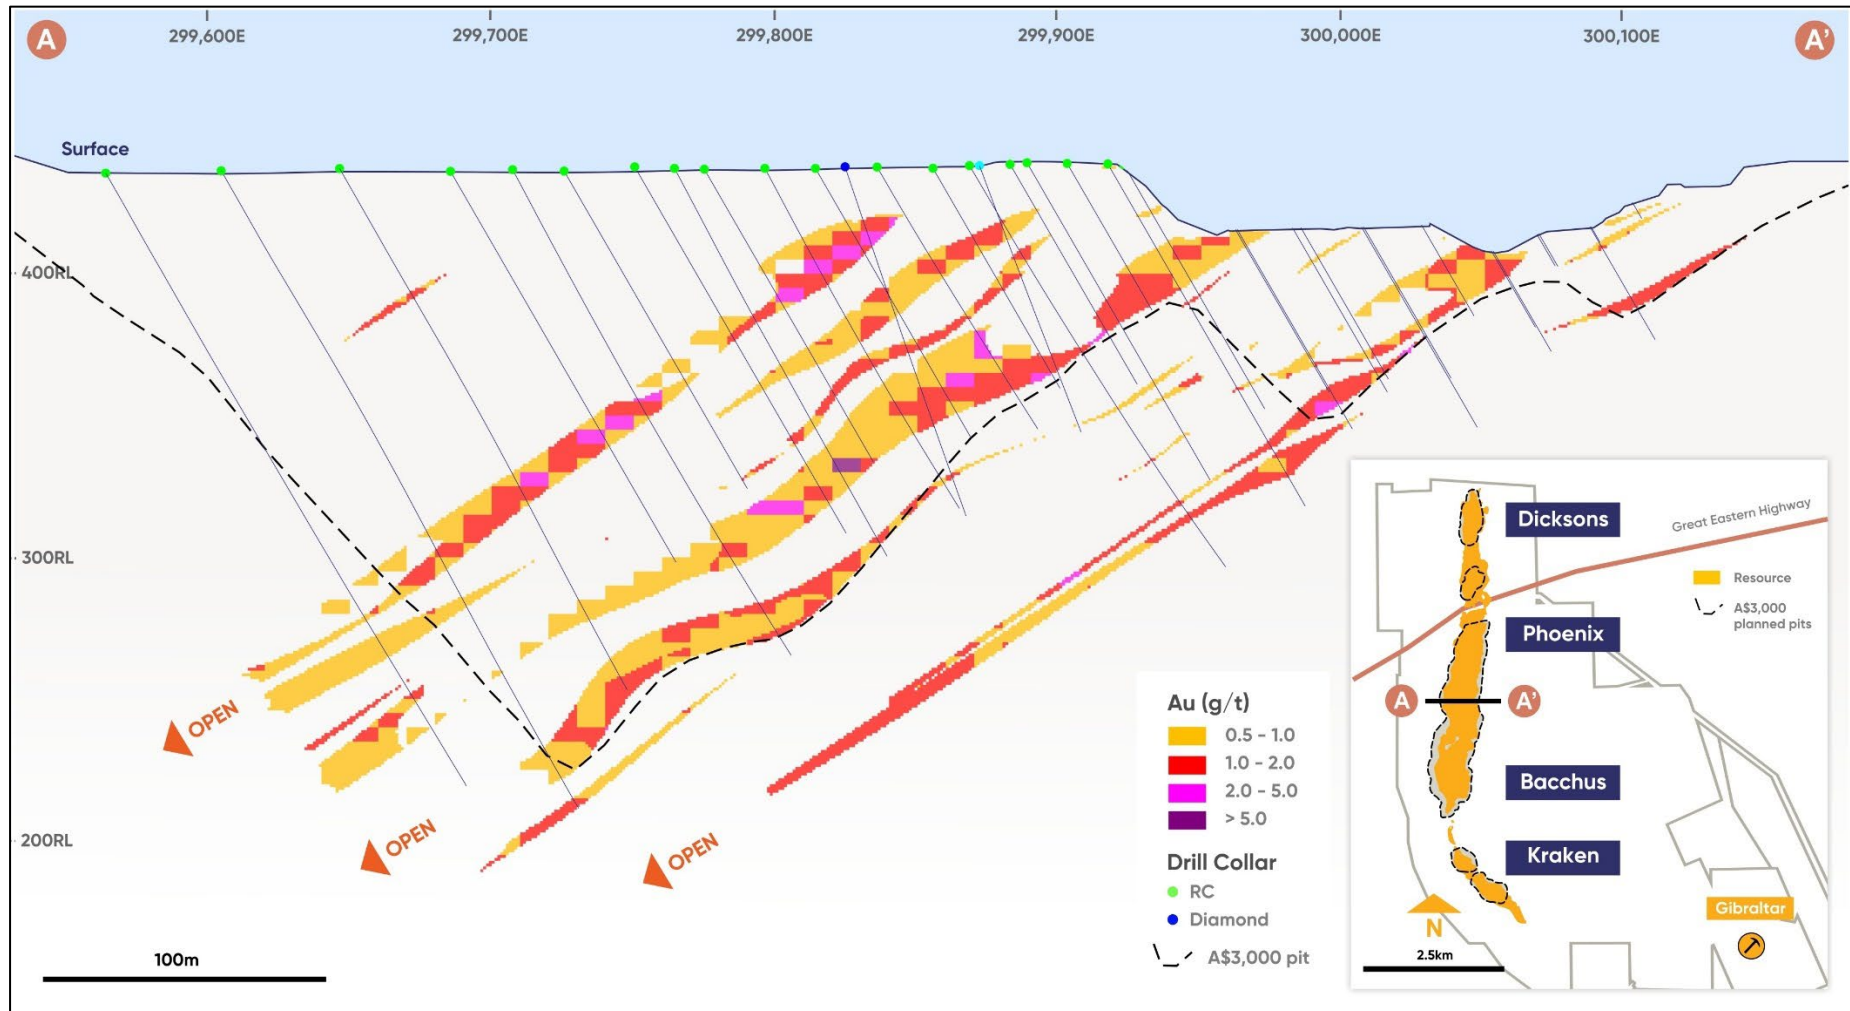 A
299,600E
299,700E
299,800E
299,900E
300,000E
300,100E
A'
Surface
400RL
300RL
200RL
OPEN
OPEN
OPEN
100m
Au (g/t)
0.5 - 1.0
1.0 - 2.0
2.0 - 5.0
> 5.0
Drill Collar
RC
Diamond
A$3,000 pit
Dicksons
Great Eastern Highway
Resource
A$3,000
planned pits
Phoenix
A
A'
Bacchus
Kraken
Gibraltar
N
2.5km